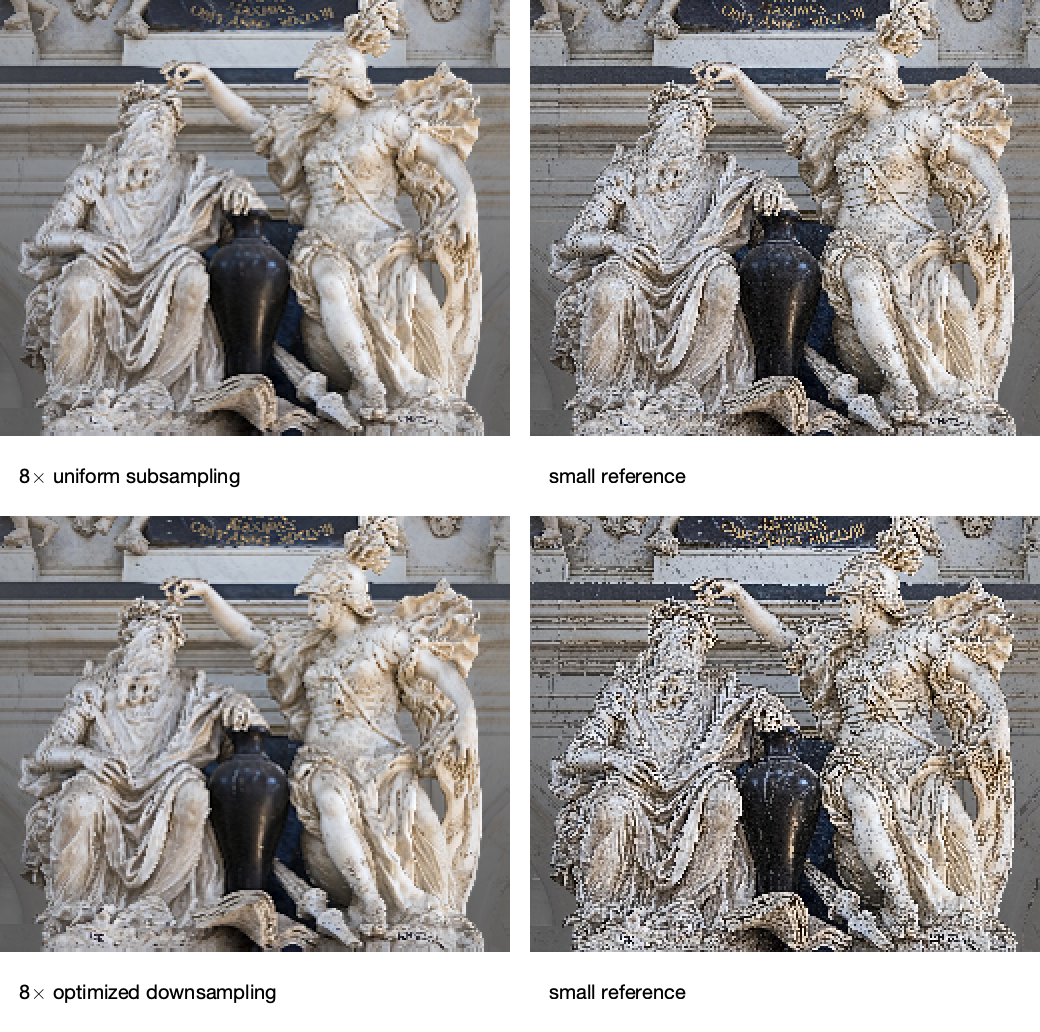 8× uniform subsampling
small reference
8× optimized downsampling
small reference